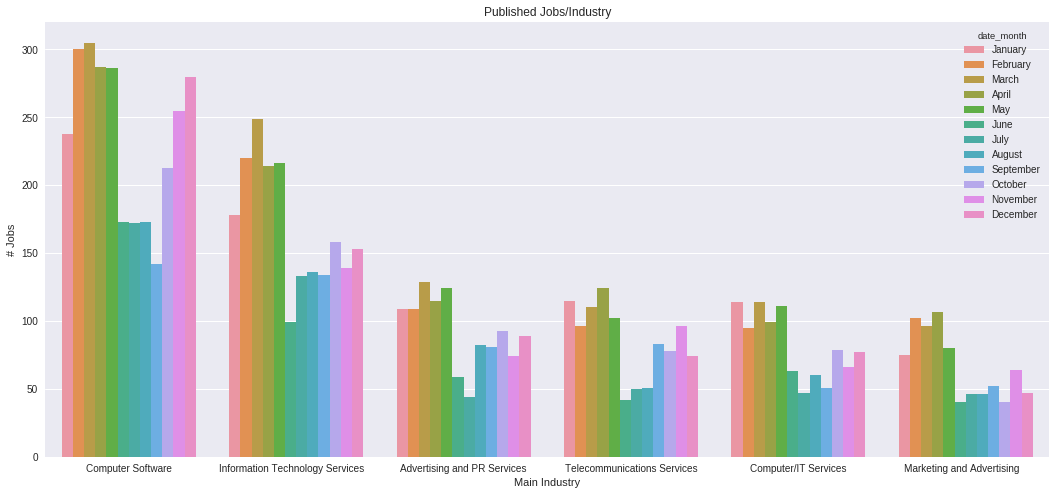 Published Jobs/Industry
date_month
January
February
March
April
May
June
July
August
September
October
November
December
300
250
200
150
100
50
0
# Jobs
Computer Software Information Technology Services Advertising and PR Services Telecommunications Services Computer/IT Services Marketing and Advertising
Main Industry